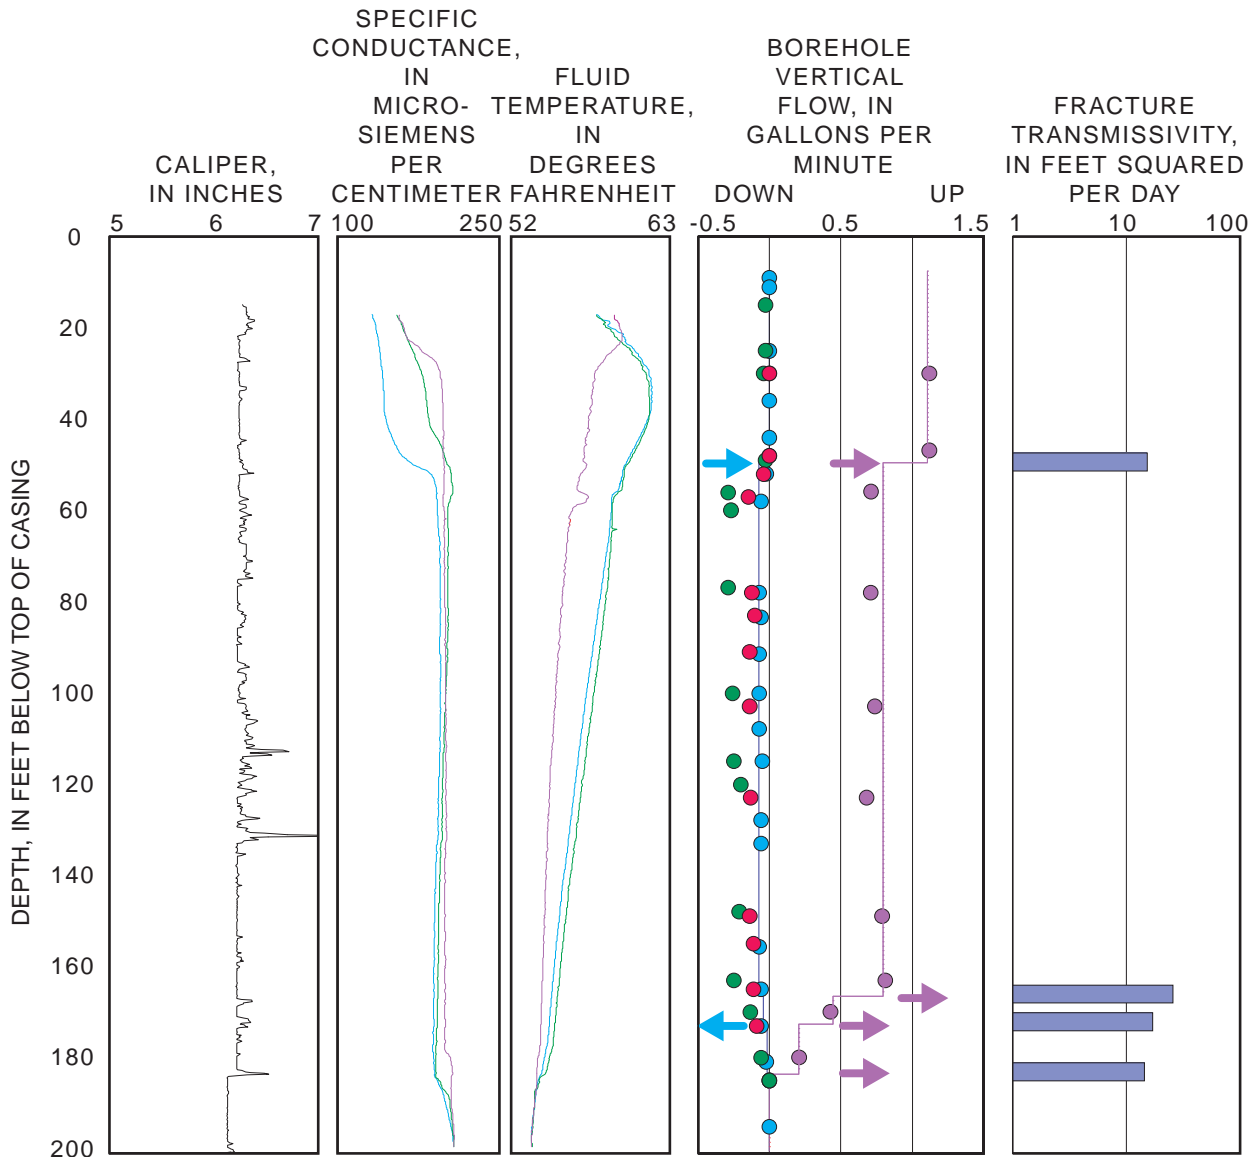 SPECIFIC
CONDUCTANCE,
IN
MICRO-
SIEMENS
PER
CENTIMETER
FLUID
TEMPERATURE,
IN
DEGREES
FAHRENHEIT
BOREHOLE
VERTICAL
FLOW, IN
GALLONS PER
MINUTE
DOWN UP
FRACTURE
TRANSMISSIVITY,
IN FEET SQUARED
PER DAY
CALIPER,
IN INCHES
5 6 7
100 250
52 63
-0.5 0.5 1.5
1 10 100
DEPTH, IN FEET BELOW TOP OF CASING
0
20
40
60
80
100
120
140
160
180
200